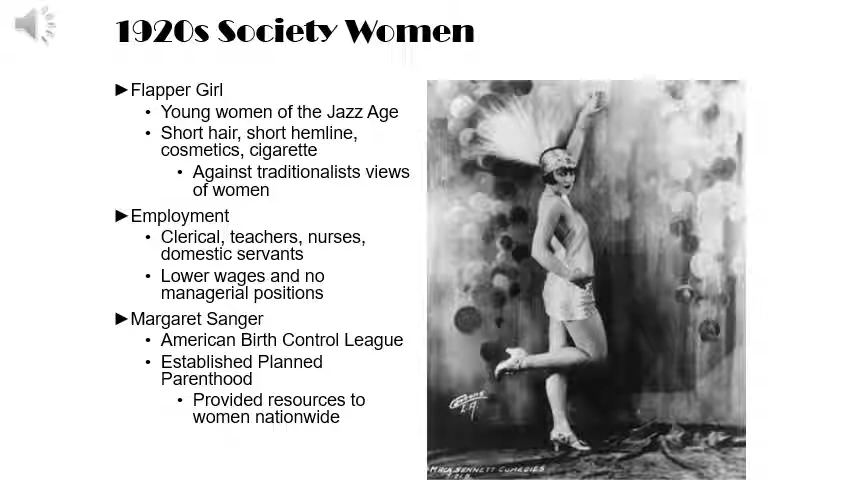 1920s Society Women
►Flapper Girl
• Young women of the Jazz Age
• Short hair, short hemline,
cosmetics, cigarette
• Against traditionalists views
of women
►Employment
• Clerical, teachers, nurses,
domestic servants
• Lower wages and no
managerial positions
►Margaret Sanger
• American Birth Control League
• Established Planned
Parenthood
• Provided resources to
women nationwide
L.A.
MACK SENNETT COMEDIES